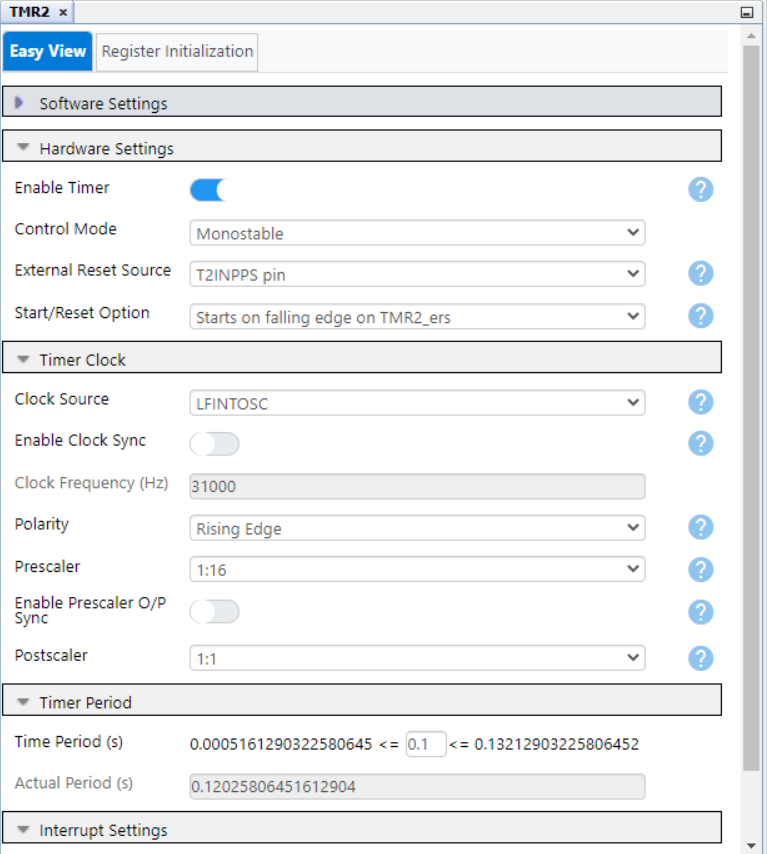 TMR2 ×
Easy View Register Initialization
Software Settings
Hardware Settings
Enable Timer ?
Control Mode Monostable
External Reset Source T2INPPS pin ?
Start/Reset Option Starts on falling edge on TMR2_ers ?
Timer Clock
Clock Source LFINTOSC ?
Enable Clock Sync ?
Clock Frequency (Hz) 31000
Polarity Rising Edge ?
Prescaler 1:16 ?
Enable Prescaler O/P
Sync ?
Postscaler 1:1 ?
Timer Period
Time Period (s) 0.0005161290322580645 <= 0.1 <= 0.13212903225806452
Actual Period (s) 0.12025806451612904
Interrupt Settings